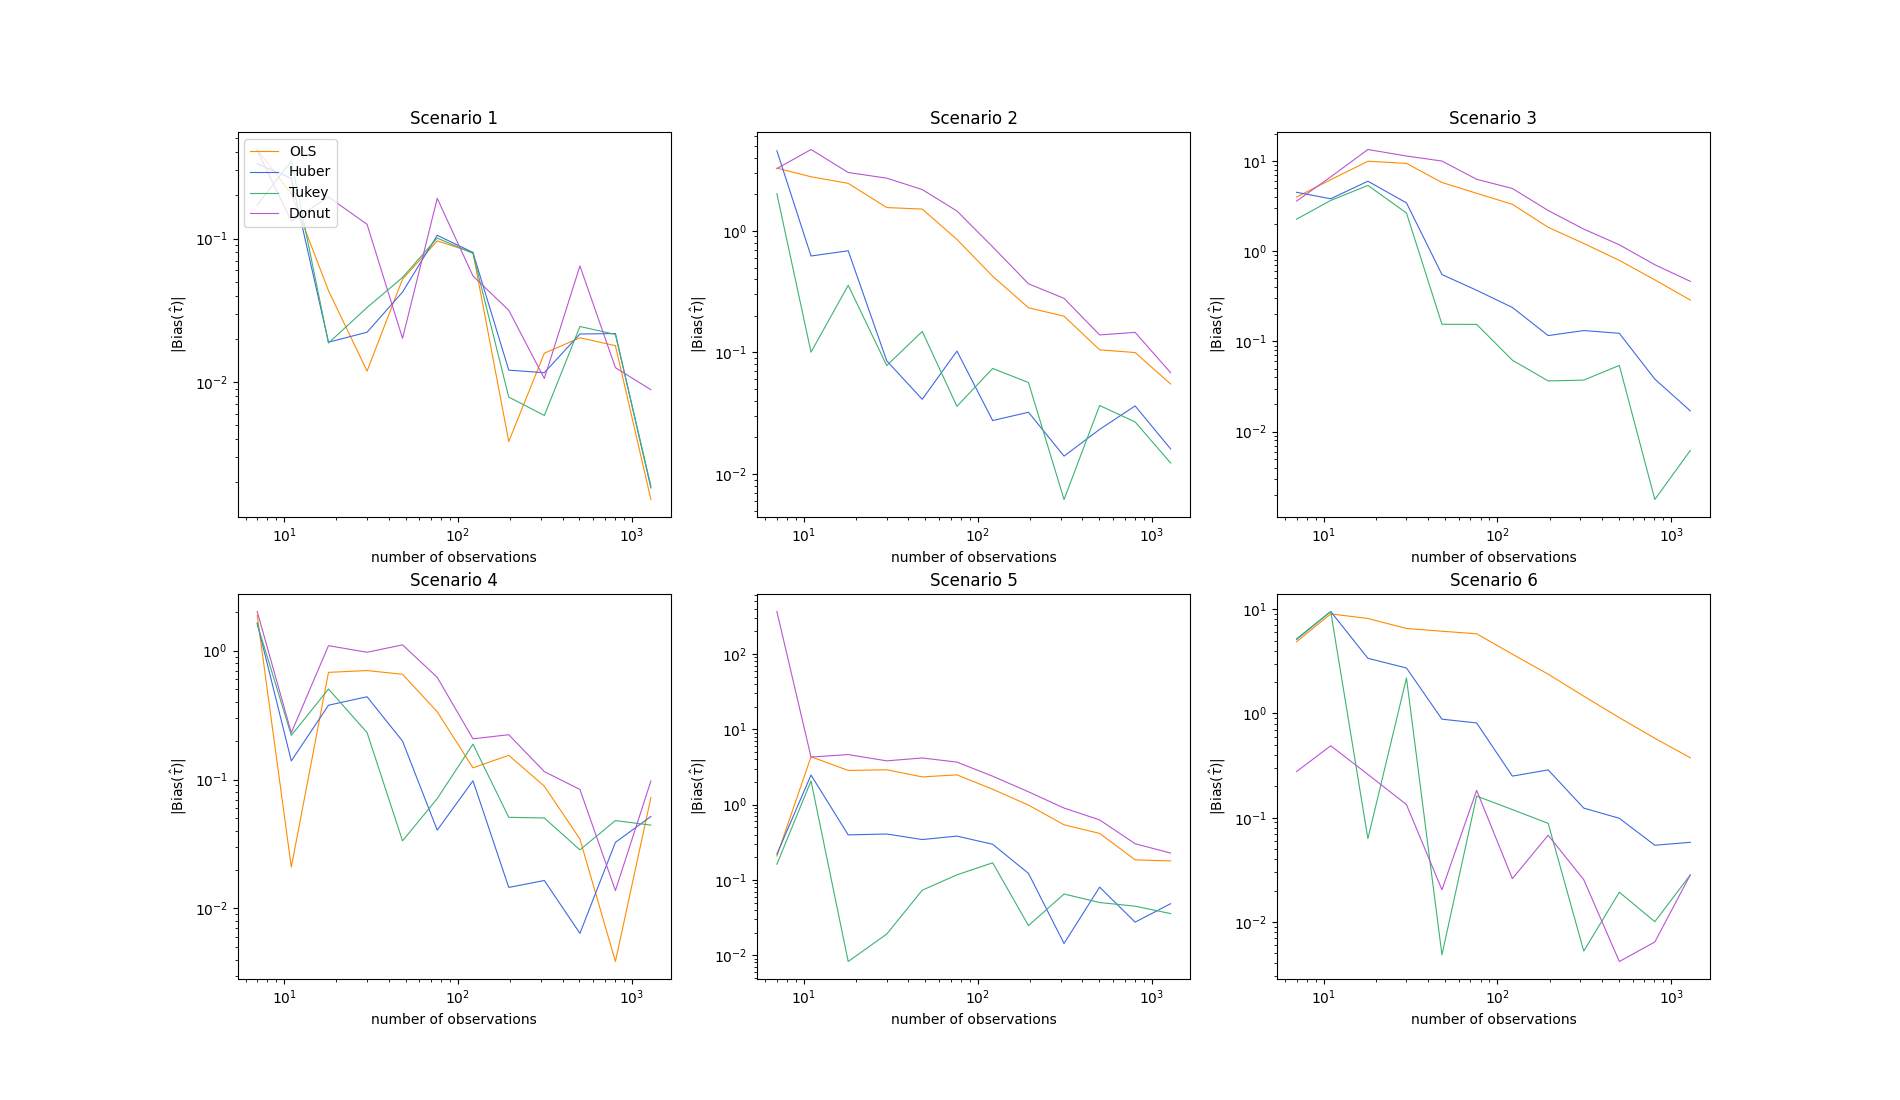 Scenario 1
OLS
Huber
Tukey
Donut
10⁻¹
10⁻²
|Bias(τ̂)|
10¹
10²
10³
number of observations
Scenario 2
10⁰
10⁻¹
10⁻²
|Bias(τ̂)|
10¹
10²
10³
number of observations
Scenario 3
10¹
10⁰
10⁻¹
10⁻²
|Bias(τ̂)|
10¹
10²
10³
number of observations
Scenario 4
10⁰
10⁻¹
10⁻²
|Bias(τ̂)|
10¹
10²
10³
number of observations
Scenario 5
10²
10¹
10⁰
10⁻¹
10⁻²
|Bias(τ̂)|
10¹
10²
10³
number of observations
Scenario 6
10¹
10⁰
10⁻¹
10⁻²
|Bias(τ̂)|
10¹
10²
10³
number of observations